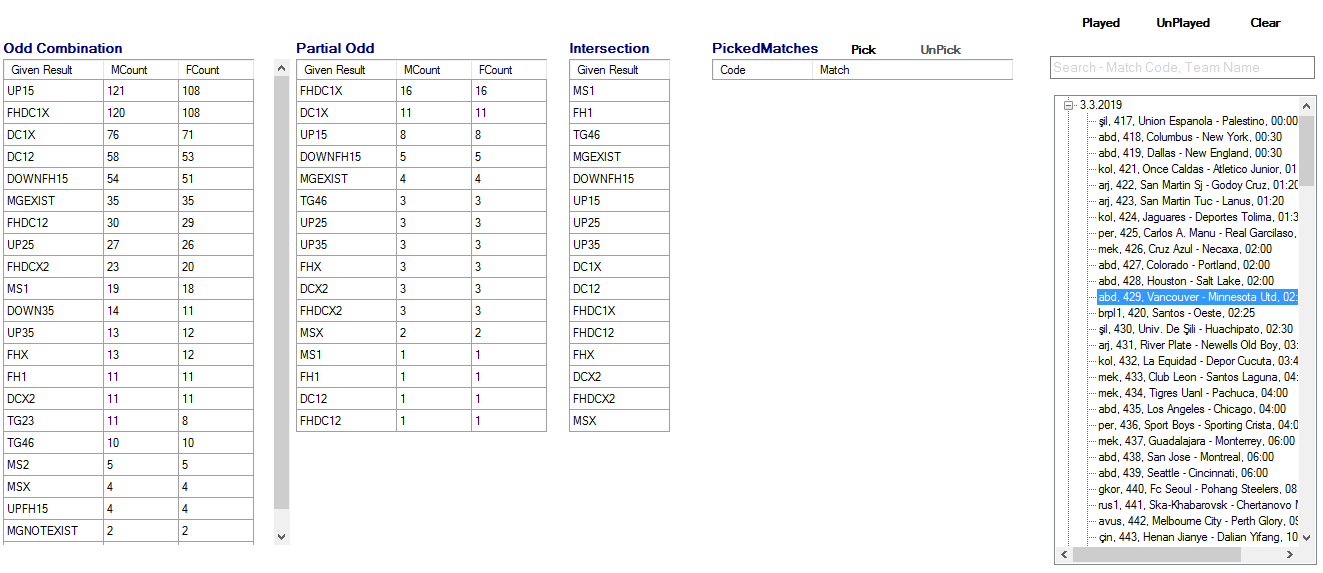 Played UnPlayed Clear
Odd Combination
Given Result MCount FCount
UP15 121 108
FHDC1X 120 108
DC1X 76 71
DC12 58 53
DOWNFH15 54 51
MGEXIST 35 35
FHDC12 30 29
UP25 27 26
FHDCX2 23 20
MS1 19 18
DOWN35 14 11
UP35 13 12
FHX 13 12
FH1 11 11
DCX2 11 11
TG23 11 8
TG46 10 10
MS2 5 5
MSX 4 4
UPFH15 4 4
MGNOTEXIST 2 2
Partial Odd
Given Result MCount FCount
FHDC1X 16 16
DC1X 11 11
UP15 8 8
DOWNFH15 5 5
MGEXIST 4 4
TG46 3 3
UP25 3 3
UP35 3 3
FHX 3 3
DCX2 3 3
FHDCX2 3 3
MSX 2 2
MS1 1 1
FH1 1 1
DC12 1 1
FHDC12 1 1
Intersection
Given Result
MS1
FH1
TG46
MGEXIST
DOWNFH15
UP15
UP25
UP35
DC1X
DC12
FHDC1X
FHDC12
FHX
DCX2
FHDCX2
MSX
PickedMatches Pick UnPick
Code Match
Search - Match Code, Team Name
3.3.2019
şil, 417, Union Espanola - Palestino, 00:00
abd, 418, Columbus - New York, 00:30
abd, 419, Dallas - New England, 00:30
kol, 421, Once Caldas - Atletico Junior, 01
arj, 422, San Martin Sj - Godoy Cruz, 01:20
arj, 423, San Martin Tuc - Lanus, 01:20
kol, 424, Jaguares - Deportes Tolima, 01:3
per, 425, Carlos A. Manu - Real Garcilaso,
mek, 426, Cruz Azul - Necaxa, 02:00
abd, 427, Colorado - Portland, 02:00
abd, 428, Houston - Salt Lake, 02:00
abd, 429, Vancouver - Minnesota Utd, 02:
brpl1, 420, Santos - Oeste, 02:25
şil, 430, Univ. De Şili - Huachipato, 02:30
arj, 431, River Plate - Newells Old Boy, 03:
kol, 432, La Equidad - Depor Cucuta, 03:4
mek, 433, Club Leon - Santos Laguna, 04:
mek, 434, Tigres Uanl - Pachuca, 04:00
abd, 435, Los Angeles - Chicago, 04:00
per, 436, Sport Boys - Sporting Crista, 04:0
mek, 437, Guadalajara - Monterrey, 06:00
abd, 438, San Jose - Montreal, 06:00
abd, 439, Seattle - Cincinnati, 06:00
gkor, 440, Fc Seoul - Pohang Steelers, 08
rus1, 441, Ska-Khabarovsk - Chertanovo
avus, 442, Melbourne City - Perth Glory, 09
çin, 443, Henan Jianye - Dalian Yifang, 10